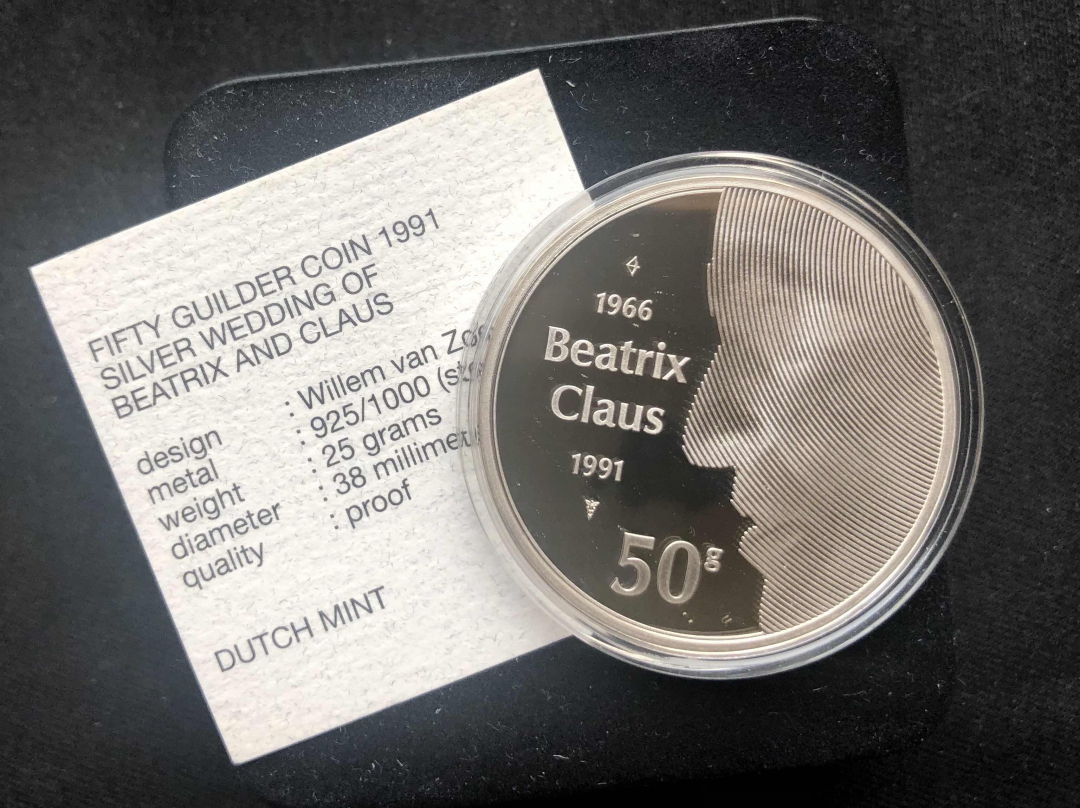 FIFTY GUILDER COIN 1991
SILVER WEDDING OF
BEATRIX AND CLAUS
design : Willem van
metal : 925/1000
weight : 25 grams
diameter : 38
quality : proof
DUTCH MINT
1966
Beatrix
Claus
1991
50g